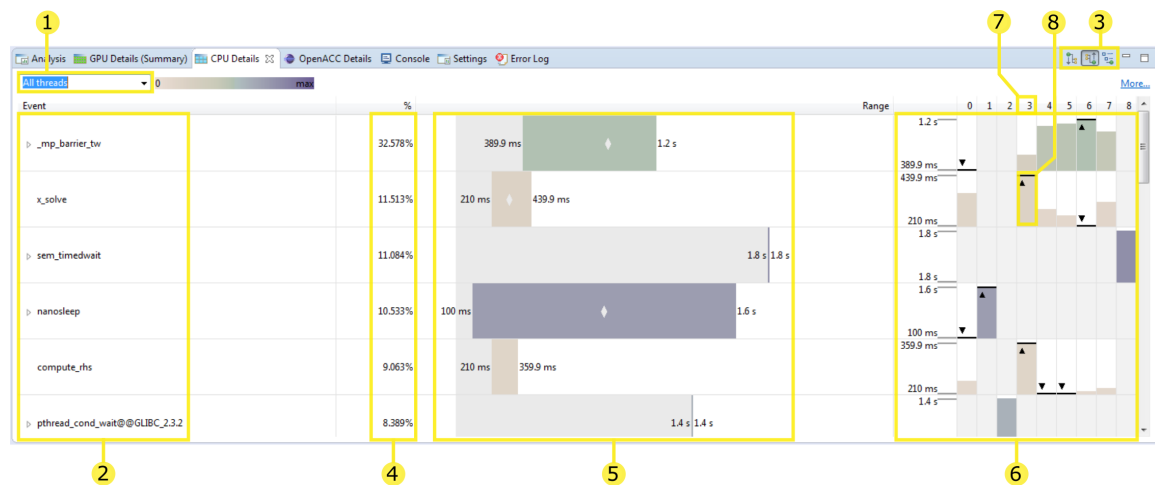 1 7 8 3
Analysis GPU Details (Summary) CPU Details OpenACC Details Console Settings Error Log
All threads 0 max More...
Event % Range 0 1 2 3 4 5 6 7 8
_mp_barrier_tw 32.578% 389.9 ms 1.2 s 1.2 s 389.9 ms
x_solve 11.513% 210 ms 439.9 ms 439.9 ms 210 ms
sem_timedwait 11.084% 1.8 s 1.8 s 1.8 s 1.8 s
nanosleep 10.533% 100 ms 1.6 s 1.6 s 100 ms
compute_rhs 9.063% 210 ms 359.9 ms 359.9 ms 210 ms
pthread_cond_wait@@GLIBC_2.3.2 8.389% 1.4 s 1.4 s 1.4 s
2 4 5 6